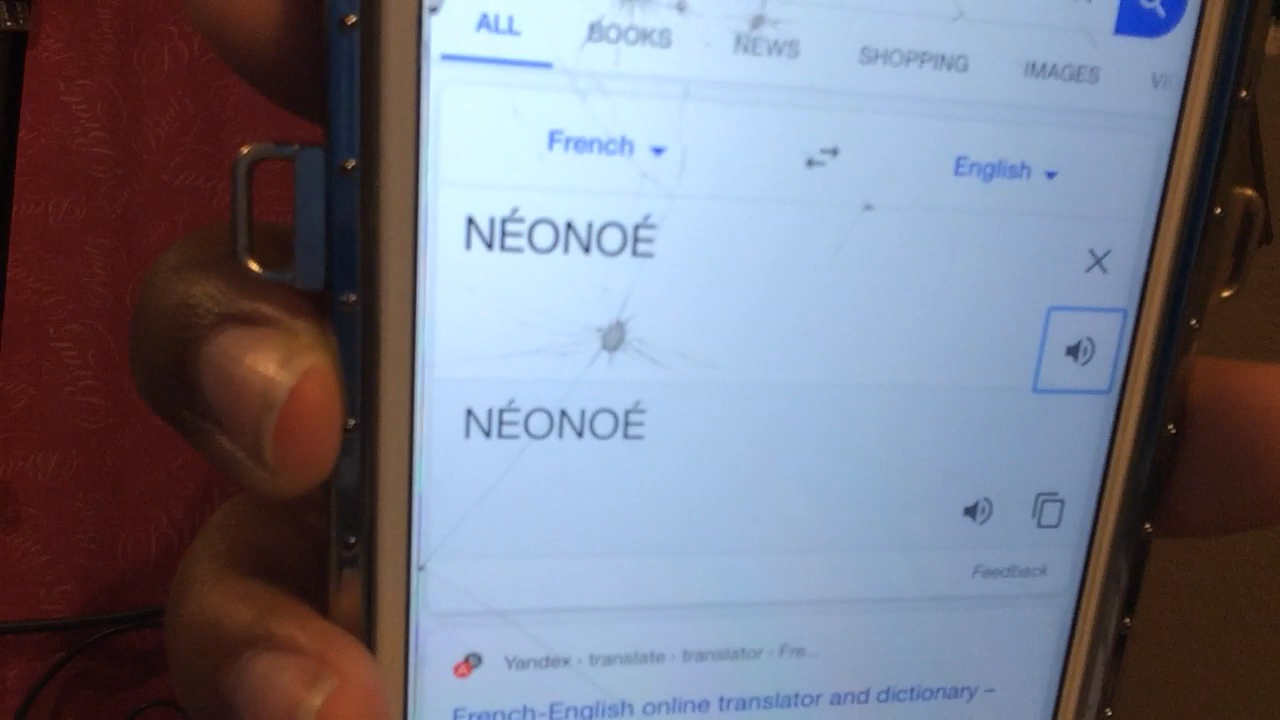 ALL BOOKS NEWS SHOPPING IMAGES
French English
NÉONOÉ
NÉONOÉ
Feedback
Yandex › translate › translator › Fre...
French-English online translator and dictionary –